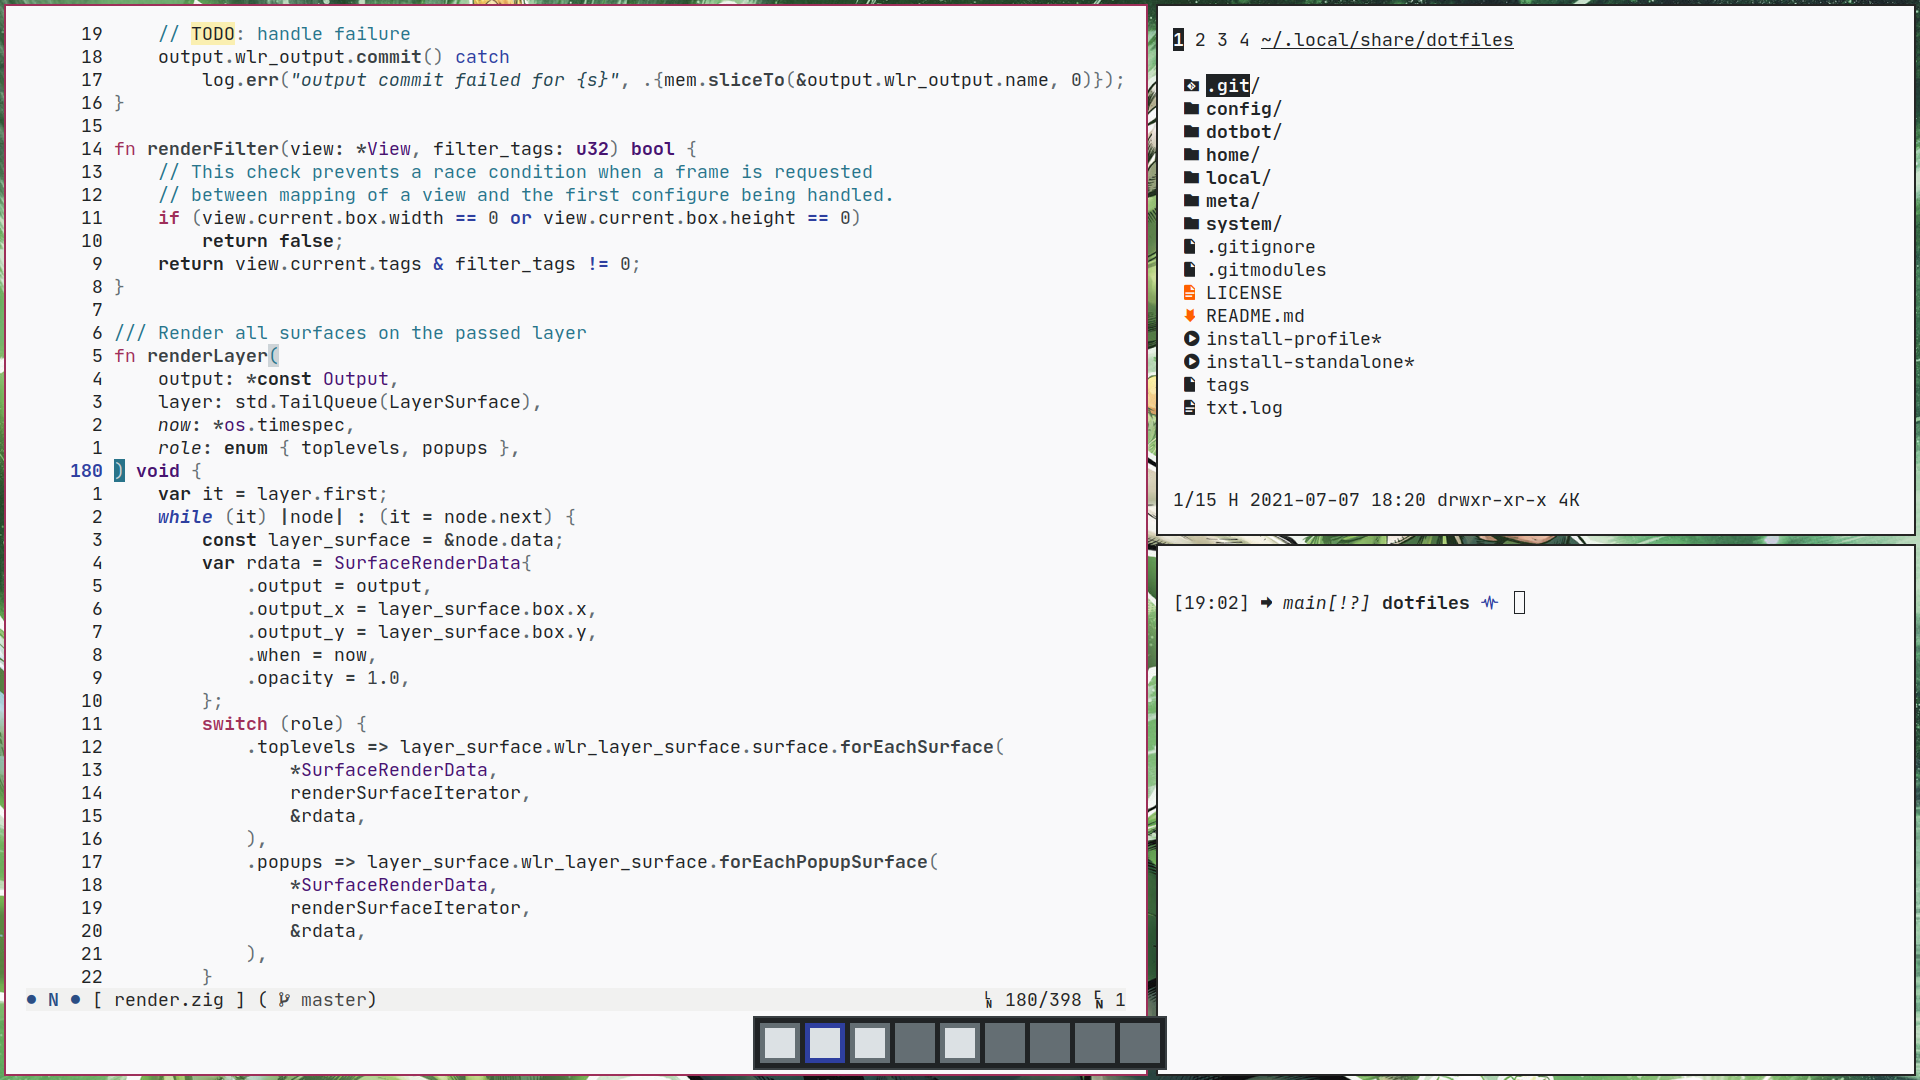 19     // TODO: handle failure
18     output.wlr_output.commit() catch
17         log.err("output commit failed for {s}", .{mem.sliceTo(&output.wlr_output.name, 0)});
16 }
15
14 fn renderFilter(view: *View, filter_tags: u32) bool {
13     // This check prevents a race condition when a frame is requested
12     // between mapping of a view and the first configure being handled.
11     if (view.current.box.width == 0 or view.current.box.height == 0)
10         return false;
9     return view.current.tags & filter_tags != 0;
8 }
7
6 /// Render all surfaces on the passed layer
5 fn renderLayer(
4     output: *const Output,
3     layer: std.TailQueue(LayerSurface),
2     now: *os.timespec,
1     role: enum { toplevels, popups },
180 ) void {
1     var it = layer.first;
2     while (it) |node| : (it = node.next) {
3         const layer_surface = &node.data;
4         var rdata = SurfaceRenderData{
5             .output = output,
6             .output_x = layer_surface.box.x,
7             .output_y = layer_surface.box.y,
8             .when = now,
9             .opacity = 1.0,
10         };
11         switch (role) {
12             .toplevels => layer_surface.wlr_layer_surface.surface.forEachSurface(
13                 *SurfaceRenderData,
14                 renderSurfaceIterator,
15                 &rdata,
16             ),
17             .popups => layer_surface.wlr_layer_surface.forEachPopupSurface(
18                 *SurfaceRenderData,
19                 renderSurfaceIterator,
20                 &rdata,
21             ),
22         }
● N ● [ render.zig ] ( master) LN 180/398 CN 1
1 2 3 4 ~/.local/share/dotfiles
.git/
config/
dotbot/
home/
local/
meta/
system/
.gitignore
.gitmodules
LICENSE
README.md
install-profile*
install-standalone*
tags
txt.log
1/15 H 2021-07-07 18:20 drwxr-xr-x 4K
[19:02] ➜ main[!?] dotfiles